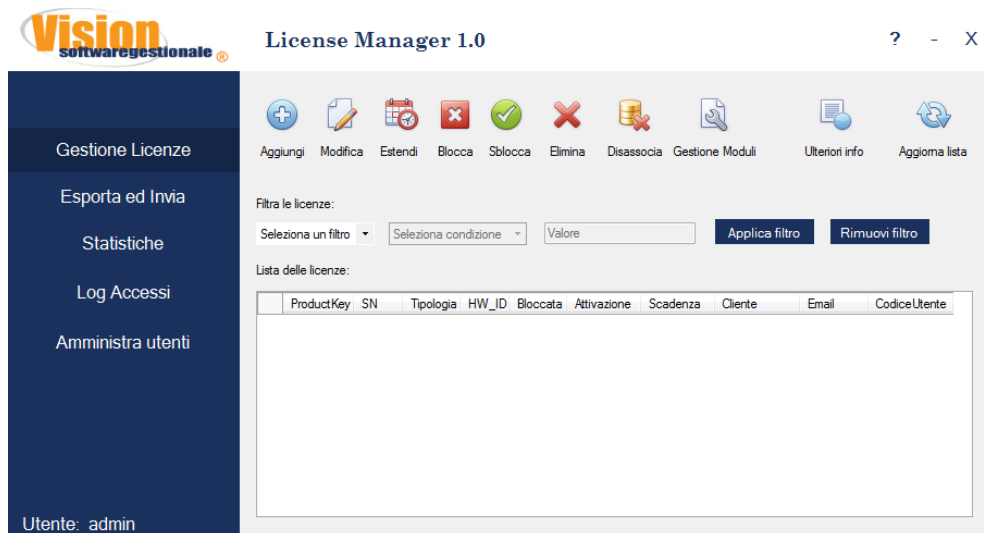 Vision
softwaregestionale ®
License Manager 1.0
? - X
Gestione Licenze
Esporta ed Invia
Statistiche
Log Accessi
Amministra utenti
Utente: admin
Aggiungi Modifica Estendi Blocca Sblocca Elimina Disassocia Gestione Moduli Ulteriori info Aggiorna lista
Filtra le licenze:
Seleziona un filtro Seleziona condizione Valore Applica filtro Rimuovi filtro
Lista delle licenze:
ProductKey SN Tipologia HW_ID Bloccata Attivazione Scadenza Cliente Email CodiceUtente